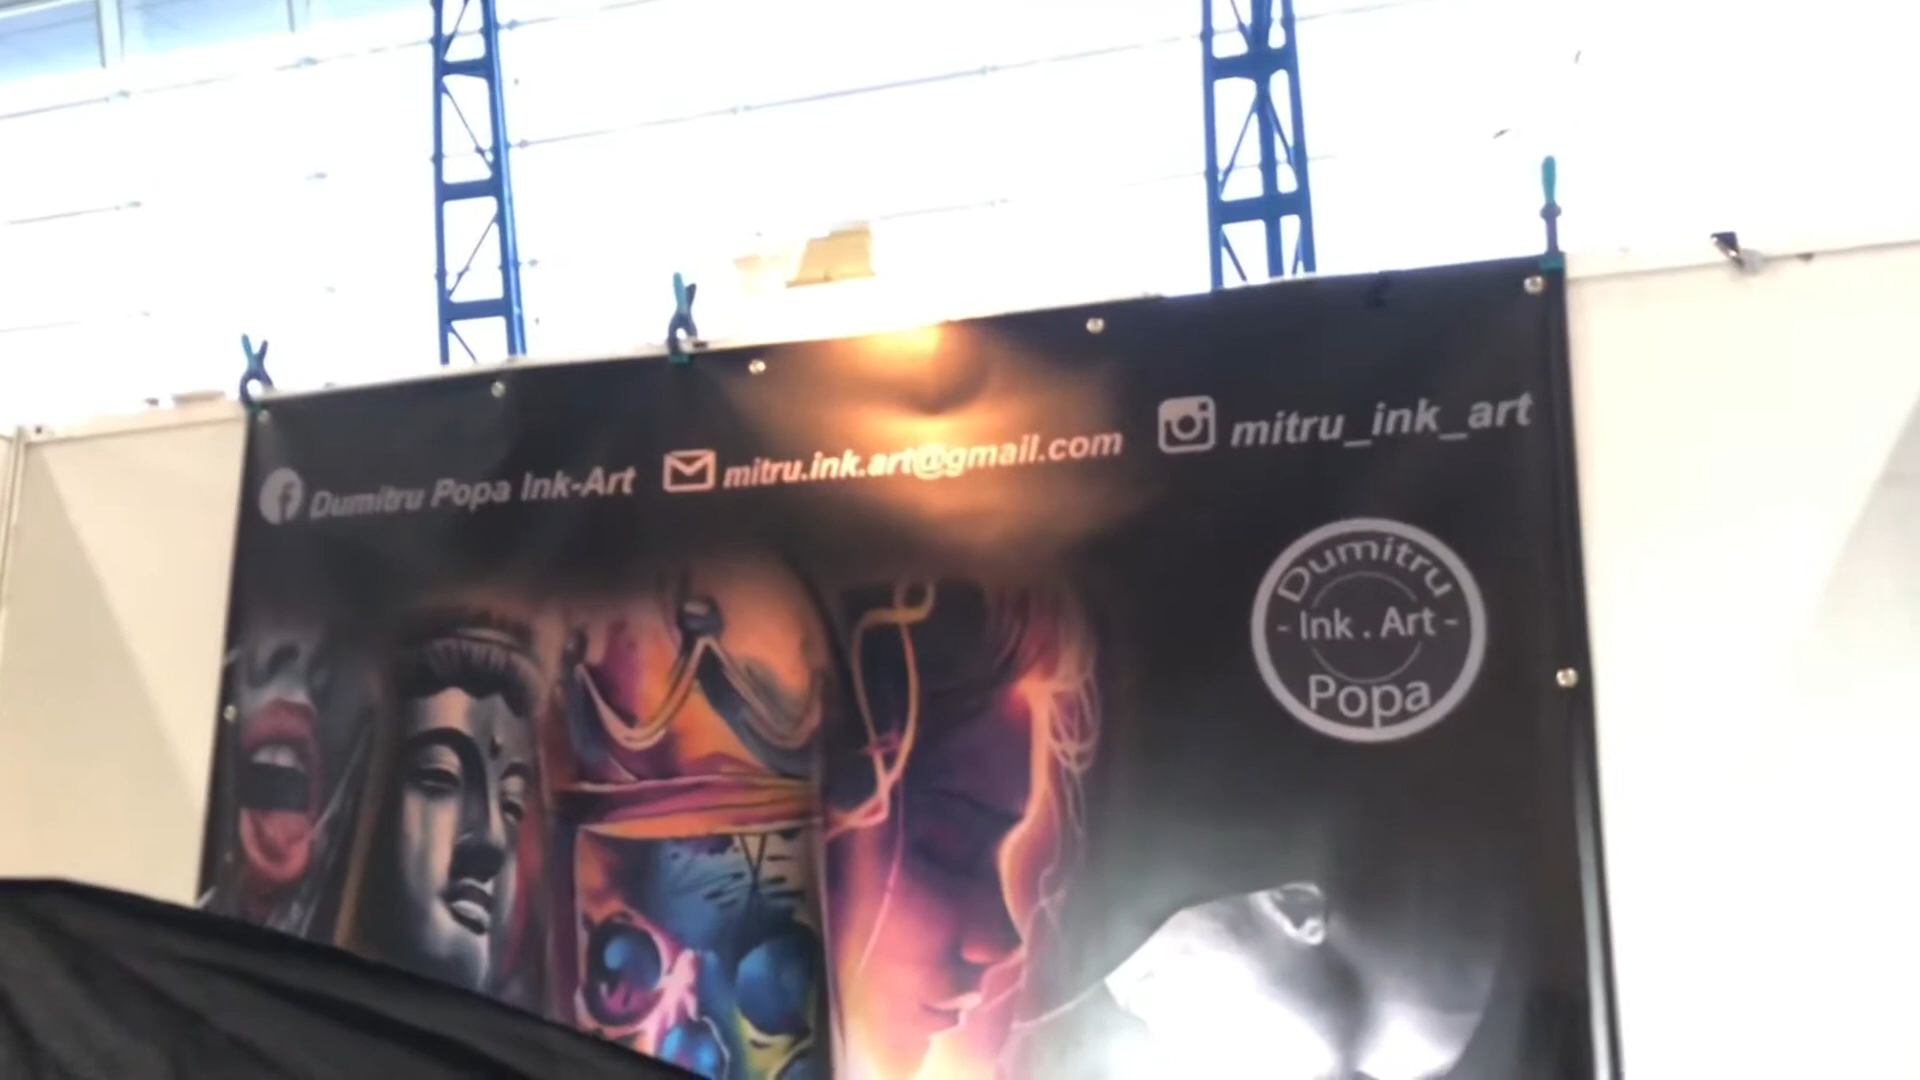 Dumitru Popa Ink-Art
mitru.ink.art@gmail.com
mitru_ink_art
Dumitru
- Ink . Art -
Popa